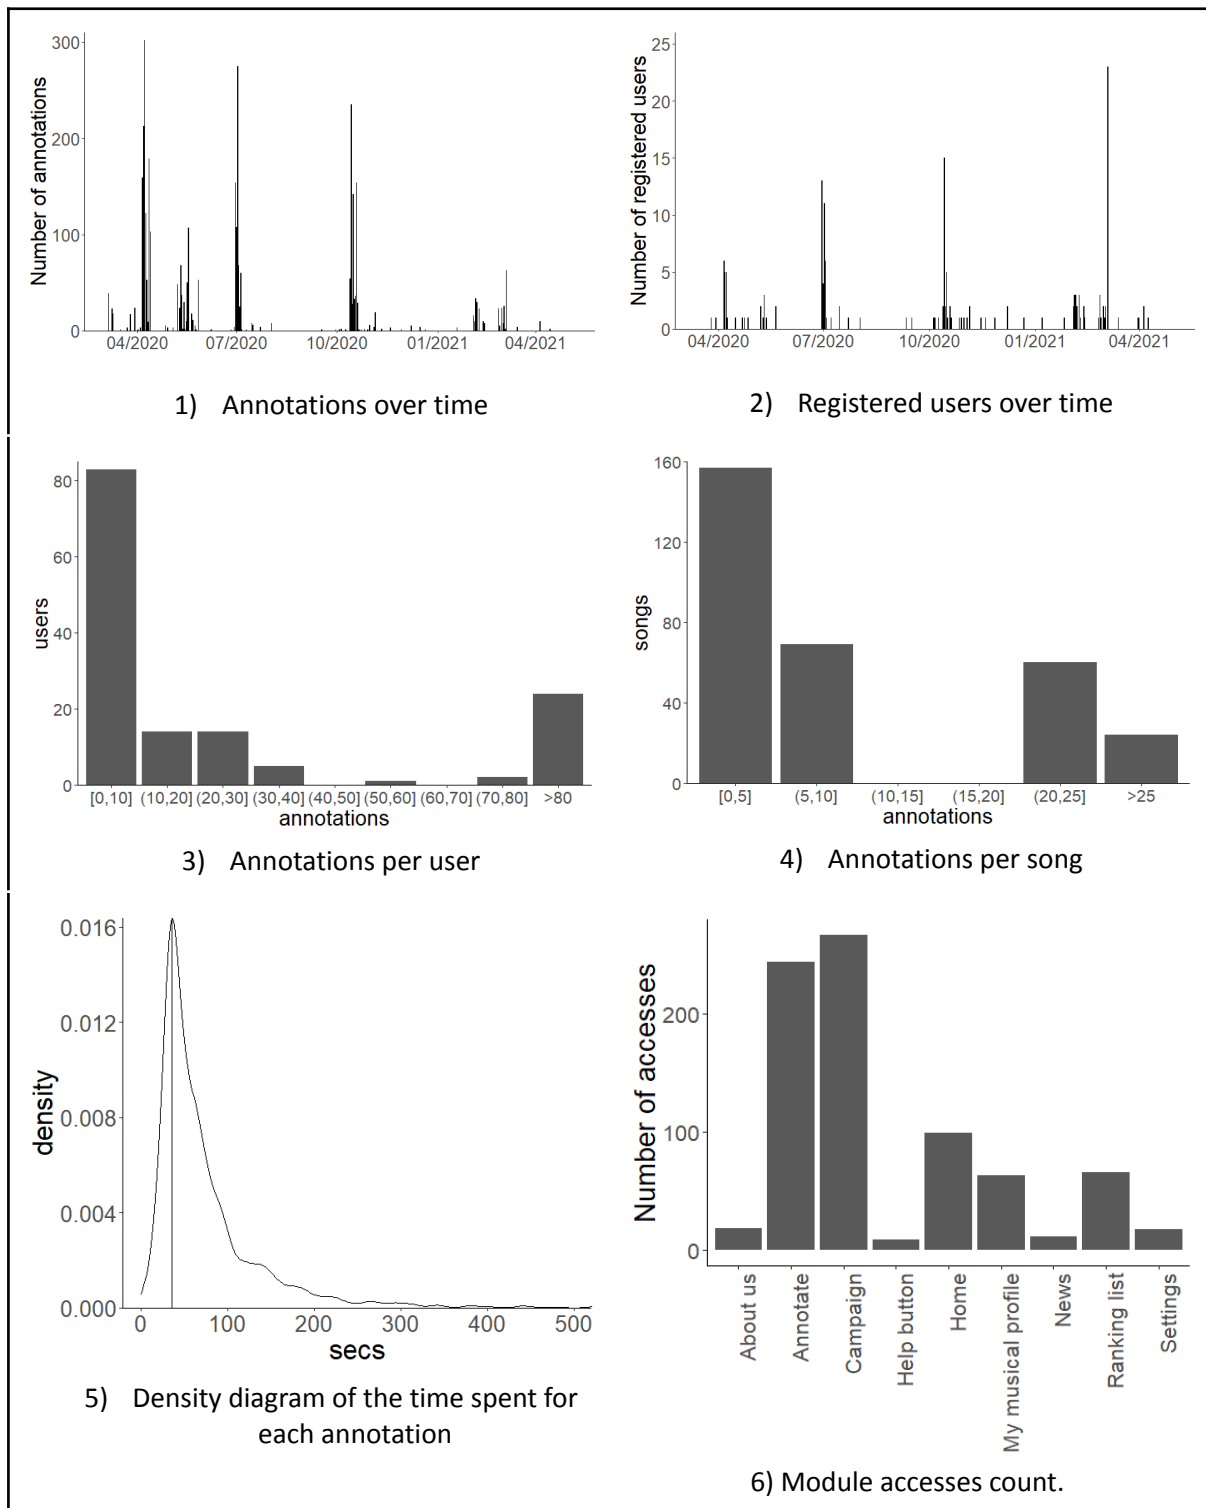 Number of annotations
300
200
100
0
04/2020 07/2020 10/2020 01/2021 04/2021
1) Annotations over time
Number of registered users
25
20
15
10
5
0
04/2020 07/2020 10/2020 01/2021 04/2021
2) Registered users over time
users
80
60
40
20
0
[0,10] (10,20] (20,30] (30,40] (40,50] (50,60] (60,70] (70,80] >80
annotations
3) Annotations per user
songs
160
120
80
40
0
[0,5] (5,10] (10,15] (15,20] (20,25] >25
annotations
4) Annotations per song
density
0.016
0.012
0.008
0.004
0.000
0 100 200 300 400 500
secs
5) Density diagram of the time spent for
each annotation
Number of accesses
200
100
0
About us
Annotate
Campaign
Help button
Home
My musical profile
News
Ranking list
Settings
6) Module accesses count.